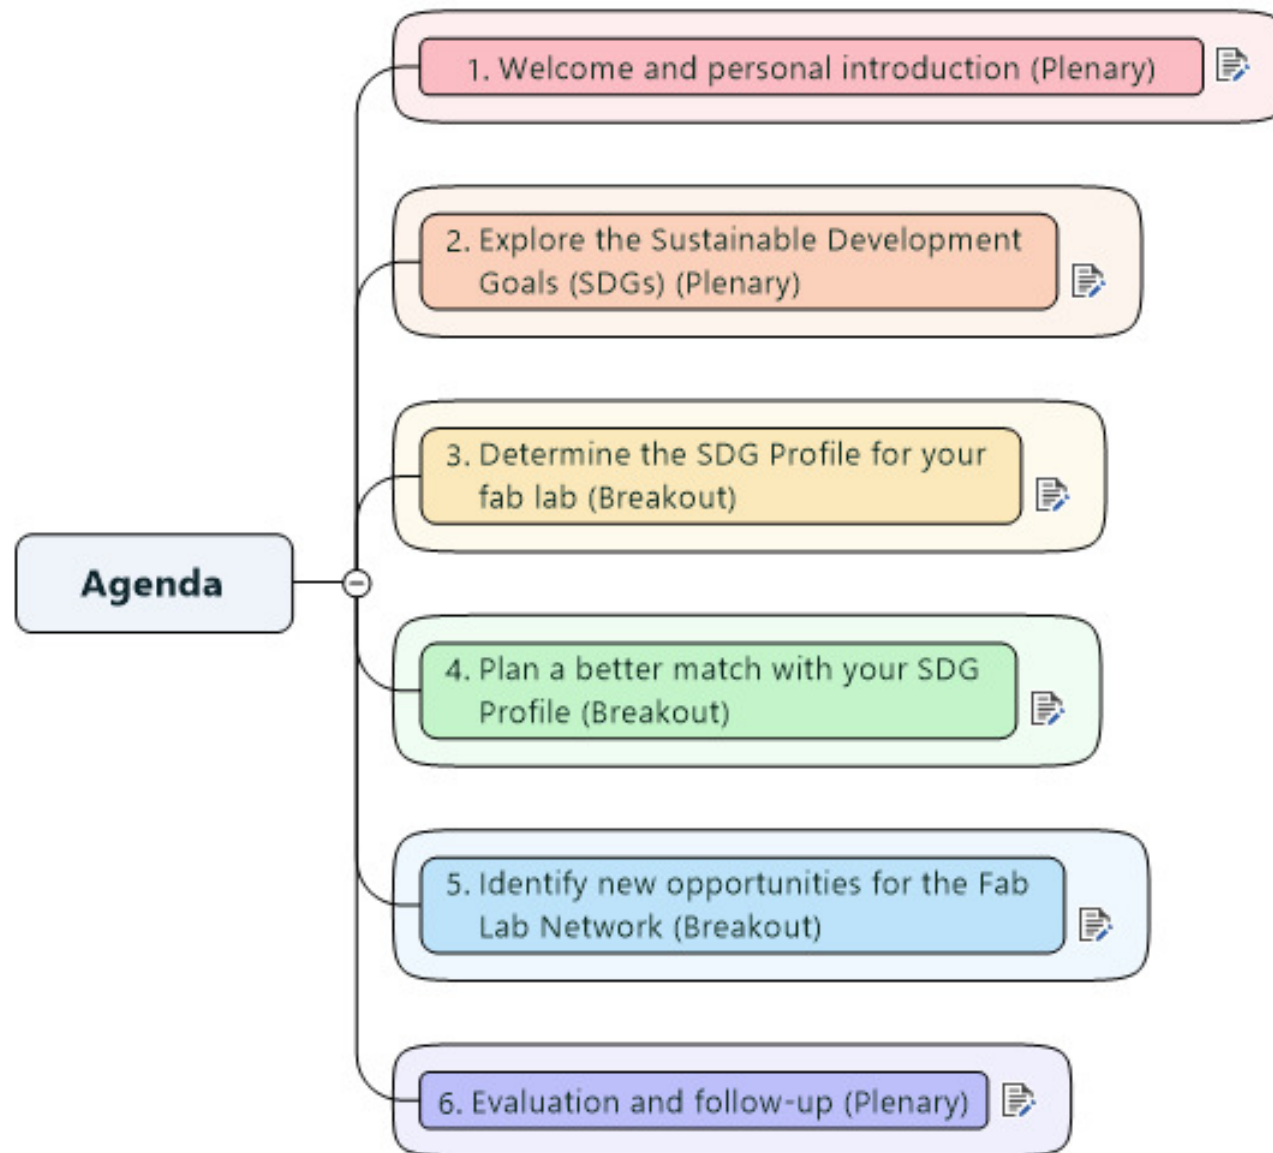 1. Welcome and personal introduction (Plenary)
2. Explore the Sustainable Development
Goals (SDGs) (Plenary)
3. Determine the SDG Profile for your
fab lab (Breakout)
Agenda
4. Plan a better match with your SDG
Profile (Breakout)
5. Identify new opportunities for the Fab
Lab Network (Breakout)
6. Evaluation and follow-up (Plenary)